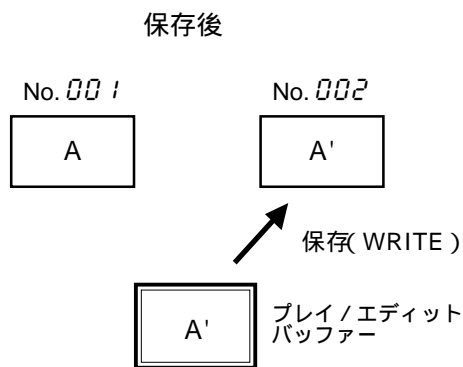 保存後
No. 001 No. 002
A A'
保存( WRITE )
A' プレイ / エディット
バッファー